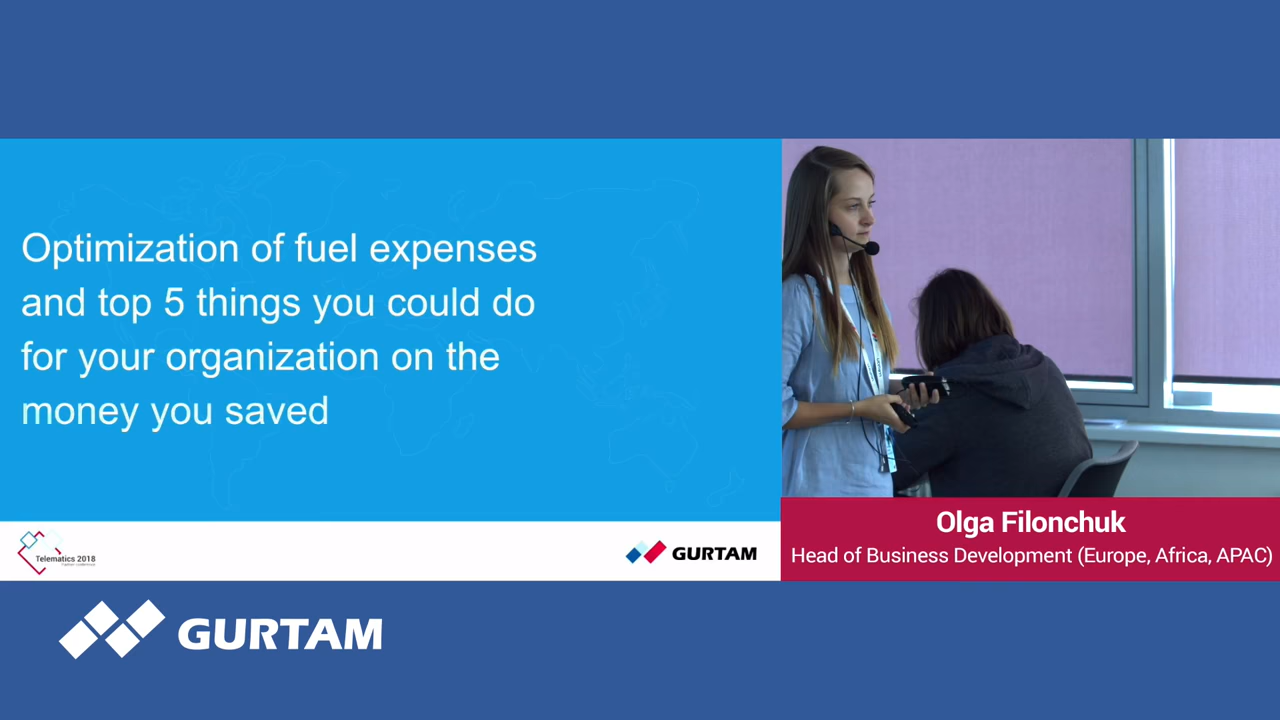 Optimization of fuel expenses
and top 5 things you could do
for your organization on the
money you saved
Telematics 2018
GURTAM
Olga Filonchuk
Head of Business Development (Europe, Africa, APAC)
GURTAM